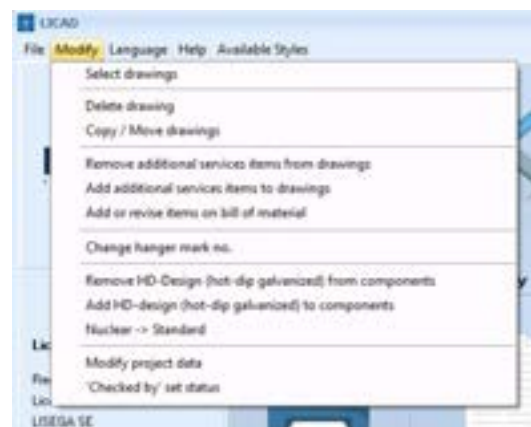 LICAD
File Modify Language Help Available Styles
Select drawings
Delete drawing
Copy / Move drawings
Remove additional services items from drawings
Add additional services items to drawings
Add or revise items on bill of material
Change hanger mark no.
Remove HD-Design (hot-dip galvanized) from components
Add HD-design (hot-dip galvanized) to components
Nuclear -> Standard
Modify project data
'Checked by' set status
LISEGA SE